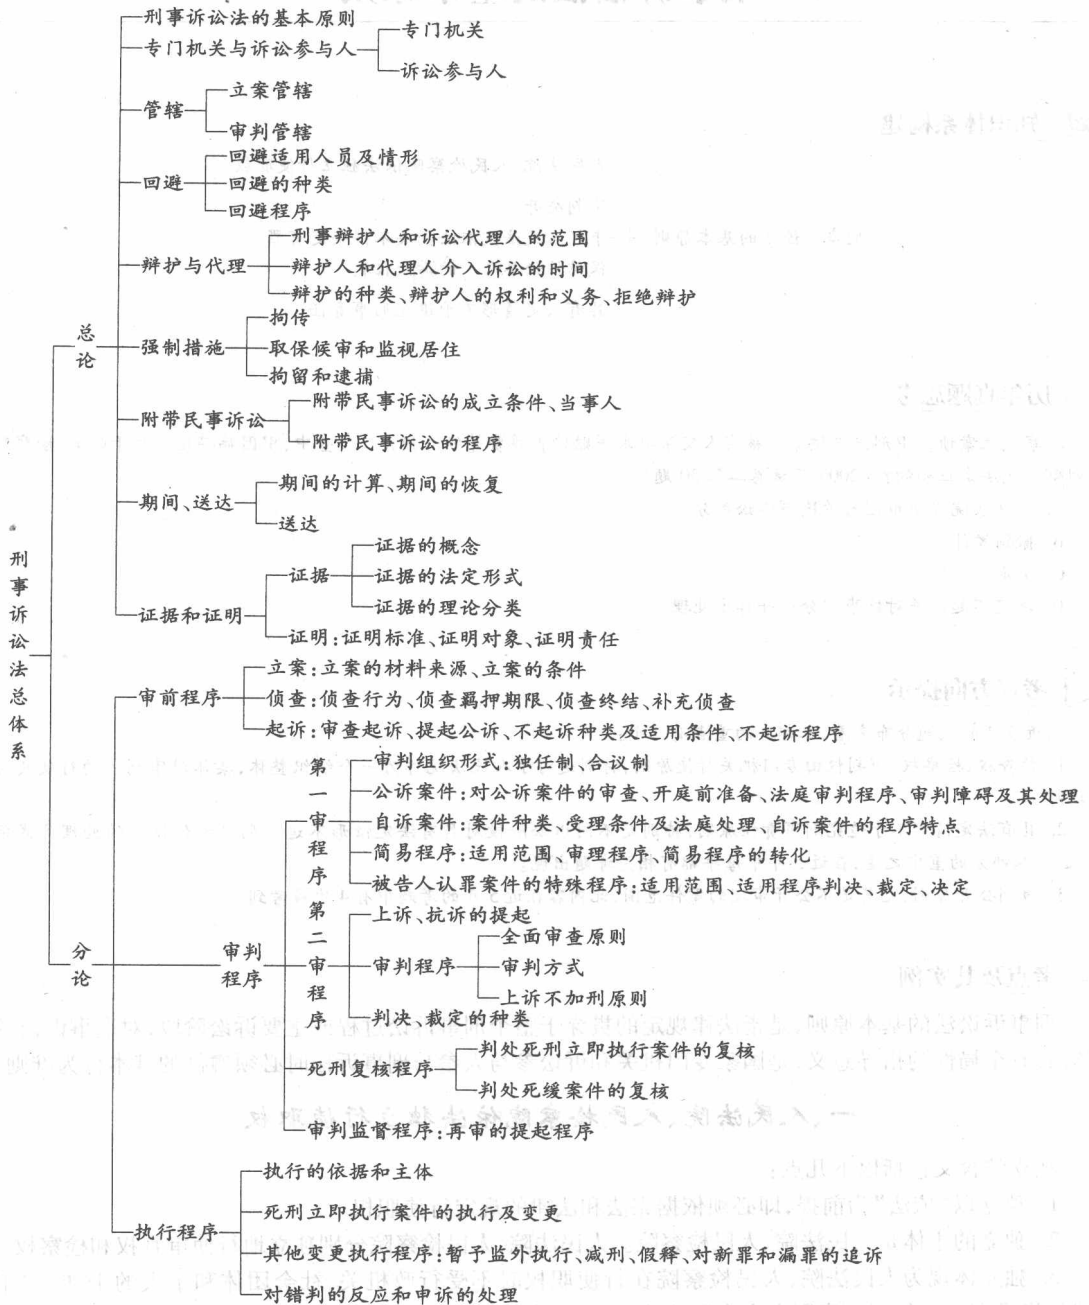 刑事诉讼法总体系
总论
刑事诉讼法的基本原则
专门机关与诉讼参与人
专门机关
诉讼参与人
管辖
立案管辖
审判管辖
回避
回避适用人员及情形
回避的种类
回避程序
辩护与代理
刑事辩护人和诉讼代理人的范围
辩护人和代理人介入诉讼的时间
辩护的种类、辩护人的权利和义务、拒绝辩护
强制措施
拘传
取保候审和监视居住
拘留和逮捕
附带民事诉讼
附带民事诉讼的成立条件、当事人
附带民事诉讼的程序
期间、送达
期间的计算、期间的恢复
送达
证据和证明
证据
证据的概念
证据的法定形式
证据的理论分类
证明:证明标准、证明对象、证明责任
分论
审前程序
立案:立案的材料来源、立案的条件
侦查:侦查行为、侦查羁押期限、侦查终结、补充侦查
起诉:审查起诉、提起公诉、不起诉种类及适用条件、不起诉程序
审判程序
第一审程序
审判组织形式:独任制、合议制
公诉案件:对公诉案件的审查、开庭前准备、法庭审判程序、审判障碍及其处理
自诉案件:案件种类、受理条件及法庭处理、自诉案件的程序特点
简易程序:适用范围、审理程序、简易程序的转化
被告人认罪案件的特殊程序:适用范围、适用程序判决、裁定、决定
第二审程序
上诉、抗诉的提起
审判程序
全面审查原则
审判方式
上诉不加刑原则
判决、裁定的种类
死刑复核程序
判处死刑立即执行案件的复核
判处死缓案件的复核
审判监督程序:再审的提起程序
执行程序
执行的依据和主体
死刑立即执行案件的执行及变更
其他变更执行程序:暂予监外执行、减刑、假释、对新罪和漏罪的追诉
对错判的反应和申诉的处理